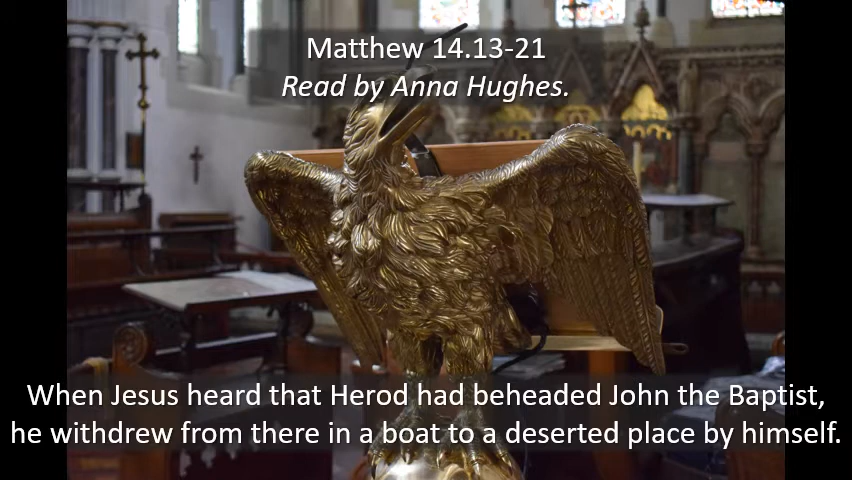 Matthew 14.13-21
Read by Anna Hughes.
When Jesus heard that Herod had beheaded John the Baptist,
he withdrew from there in a boat to a deserted place by himself.